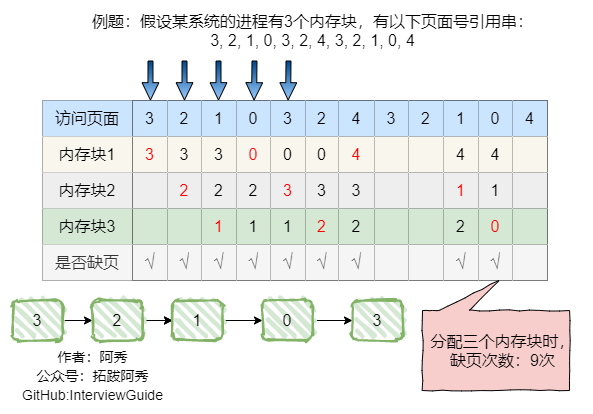 例题：假设某系统的进程有3个内存块，有以下页面号引用串：
3, 2, 1, 0, 3, 2, 4, 3, 2, 1, 0, 4
访问页面 3 2 1 0 3 2 4 3 2 1 0 4
内存块1 3 3 3 0 0 0 4 4 4
内存块2 2 2 2 3 3 3 1 1
内存块3 1 1 1 2 2 2 0
是否缺页 √ √ √ √ √ √ √ √ √
3 2 1 0 3
分配三个内存块时，
缺页次数：9次
作者：阿秀
公众号：拓跋阿秀
GitHub:InterviewGuide